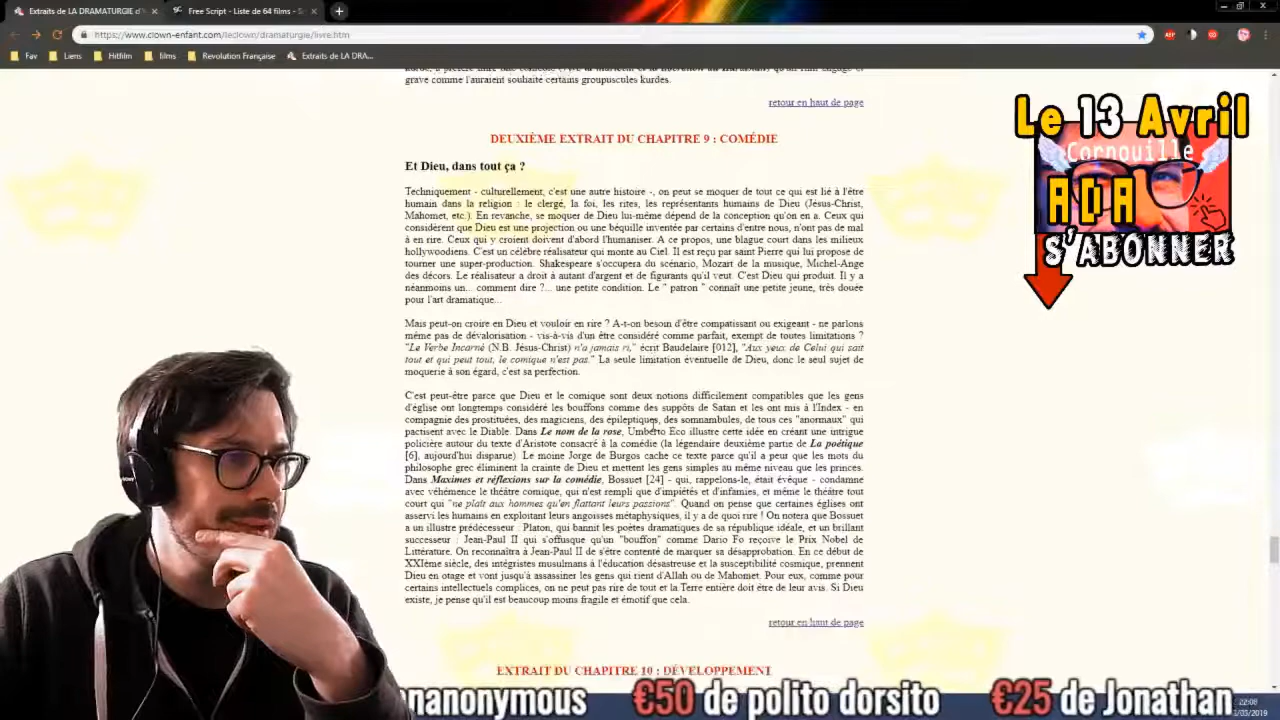 Extraits de LA DRAMATURGIE d'
Free Script - Liste de 64 films - S
https://www.clown-enfant.com/leclown/dramaturgie/livre.htm
Fav
Liens
Hitfilm
films
Revolution Française
Extraits de LA DRA...
grave comme l'auraient souhaité certains groupuscules kurdes.
retour en haut de page
DEUXIÈME EXTRAIT DU CHAPITRE 9 : COMÉDIE
Et Dieu, dans tout ça ?
Techniquement - culturellement, c'est une autre histoire -, on peut se moquer de tout ce qui est lié à l'être
humain dans la religion : le clergé, la foi, les rites, les représentants humains de Dieu (Jésus-Christ,
Mahomet, etc.). En revanche, se moquer de Dieu lui-même dépend de la conception qu'on en a. Ceux qui
considèrent que Dieu est une projection ou une béquille inventée par certains d'entre nous, n'ont pas de mal
à en rire. Ceux qui y croient doivent d'abord l'humaniser. A ce propos, une blague court dans les milieux
hollywoodiens. C'est un célèbre réalisateur qui monte au Ciel. Il est reçu par saint Pierre qui lui propose de
tourner une super-production. Shakespeare s'occupera du scénario, Mozart de la musique, Michel-Ange
des décors. Le réalisateur a droit à autant d'argent et de figurants qu'il veut. C'est Dieu qui produit. Il y a
néanmoins un... comment dire ?... une petite condition. Le " patron " connaît une petite jeune, très douée
pour l'art dramatique...
Mais peut-on croire en Dieu et vouloir en rire ? A-t-on besoin d'être compatissant ou exigeant - ne parlons
même pas de dévalorisation - vis-à-vis d'un être considéré comme parfait, exempt de toutes limitations ?
"Le Verbe Incarné (N.B. Jésus-Christ) n'a jamais ri," écrit Baudelaire [012], "Aux yeux de Celui qui sait
tout et qui peut tout, le comique n'est pas." La seule limitation éventuelle de Dieu, donc le seul sujet de
moquerie à son égard, c'est sa perfection.
C'est peut-être parce que Dieu et le comique sont deux notions difficilement compatibles que les gens
d'église ont longtemps considéré les bouffons comme des suppôts de Satan et les ont mis à l'Index - en
compagnie des prostituées, des magiciens, des épileptiques, des somnambules, de tous ces "anormaux" qui
pactisent avec le Diable. Dans Le nom de la rose, Umberto Eco illustre cette idée en créant une intrigue
policière autour du texte d'Aristote consacré à la comédie (la légendaire deuxième partie de La poétique
[6], aujourd'hui disparue). Le moine Jorge de Burgos cache ce texte parce qu'il a peur que les mots du
philosophe grec éliminent la crainte de Dieu et mettent les gens simples au même niveau que les princes.
Dans Maximes et réflexions sur la comédie, Bossuet [24] - qui, rappelons-le, était évêque - condamne
avec véhémence le théâtre comique, qui n'est rempli que d'impiétés et d'infamies, et même le théâtre tout
court qui "ne plaît aux hommes qu'en flattant leurs passions". Quand on pense que certaines églises ont
asservi les humains en exploitant leurs angoisses métaphysiques, il y a de quoi rire ! On notera que Bossuet
a un illustre prédécesseur : Platon, qui bannit les poètes dramatiques de sa république idéale, et un brillant
successeur : Jean-Paul II qui s'offusque qu'un "bouffon" comme Dario Fo reçoive le Prix Nobel de
Littérature. On reconnaîtra à Jean-Paul II de s'être contenté de marquer sa désapprobation. En ce début de
XXIème siècle, des intégristes musulmans à l'éducation désastreuse et la susceptibilité cosmique, prennent
Dieu en otage et vont jusqu'à assassiner les gens qui rient d'Allah ou de Mahomet. Pour eux, comme pour
certains intellectuels complices, on ne peut pas rire de tout et la Terre entière doit être de leur avis. Si Dieu
existe, je pense qu'il est beaucoup moins fragile et émotif que cela.
retour en haut de page
EXTRAIT DU CHAPITRE 10 : DÉVELOPPEMENT
Le 13 Avril
Cornouille
ADA
S'ABONNER
nanonymous €50 de polito dorsito €25 de Jonathan
22:08